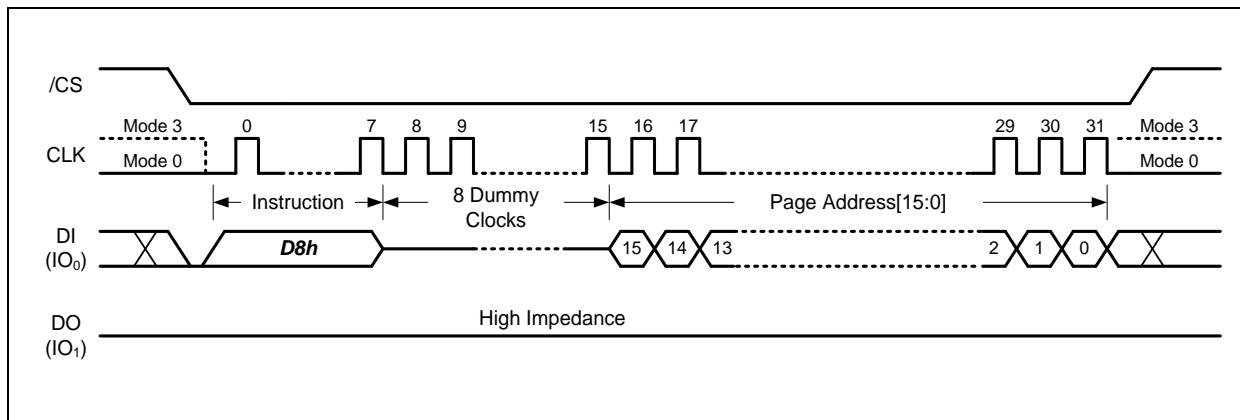 /CS
Mode 3 0 7 8 9 15 16 17 29 30 31 Mode 3
CLK
Mode 0 Mode 0
Instruction 8 Dummy Page Address[15:0]
Clocks
DI D8h 15 14 13 2 1 0
(IO0)
High Impedance
DO
(IO1)